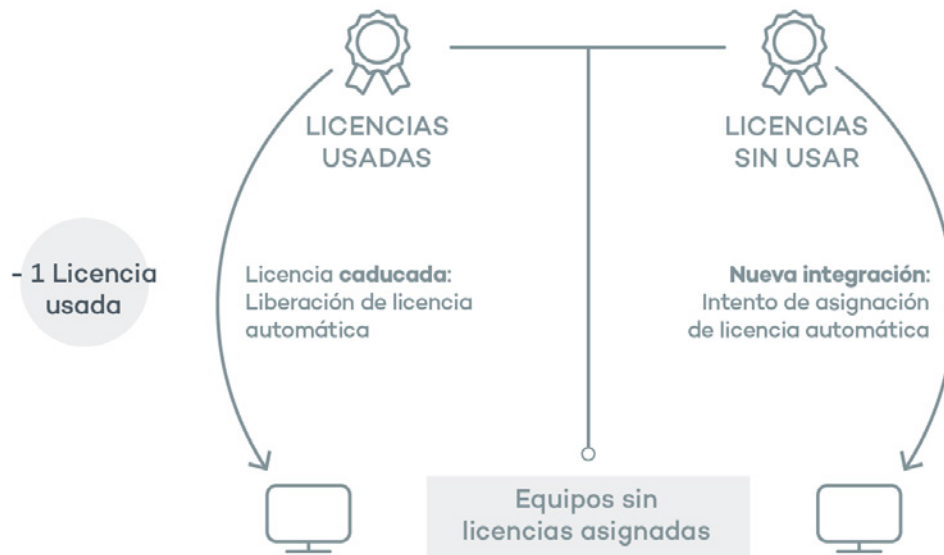 LICENCIAS
USADAS
LICENCIAS
SIN USAR
- 1 Licencia
usada
Licencia caducada:
Liberación de licencia
automática
Nueva integración:
Intento de asignación
de licencia automática
Equipos sin
licencias asignadas